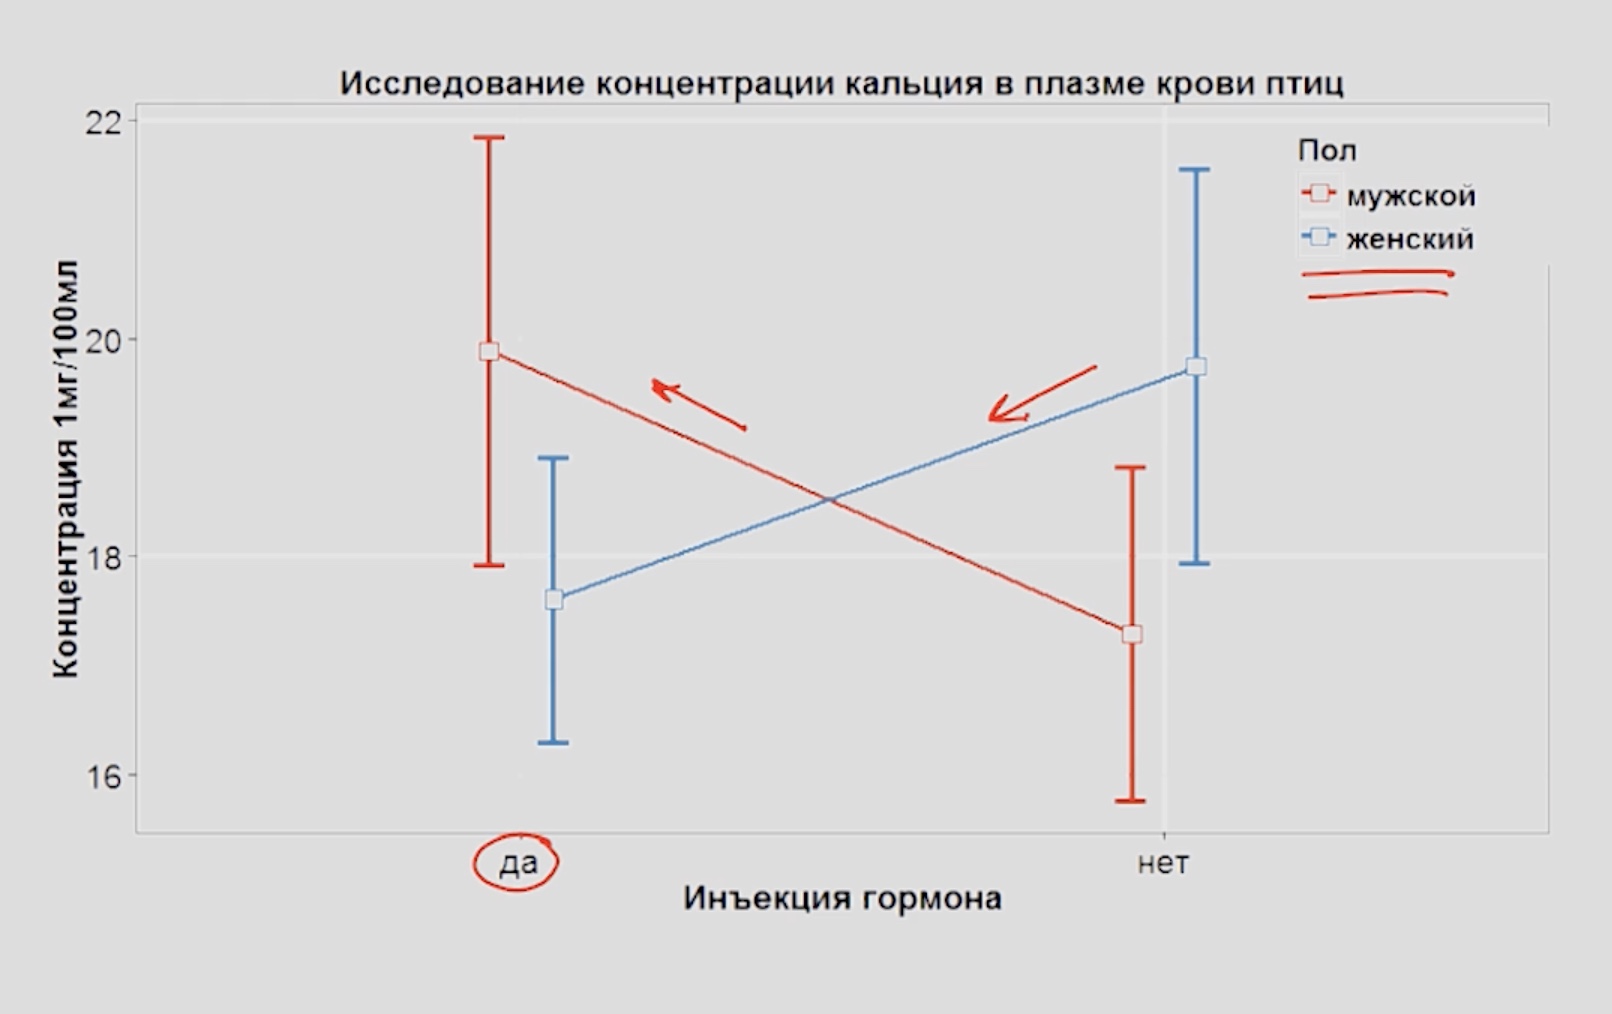 Исследование концентрации кальция в плазме крови птиц
Концентрация 1мг/100мл
22
20
18
16
Пол
мужской
женский
да
нет
Инъекция гормона